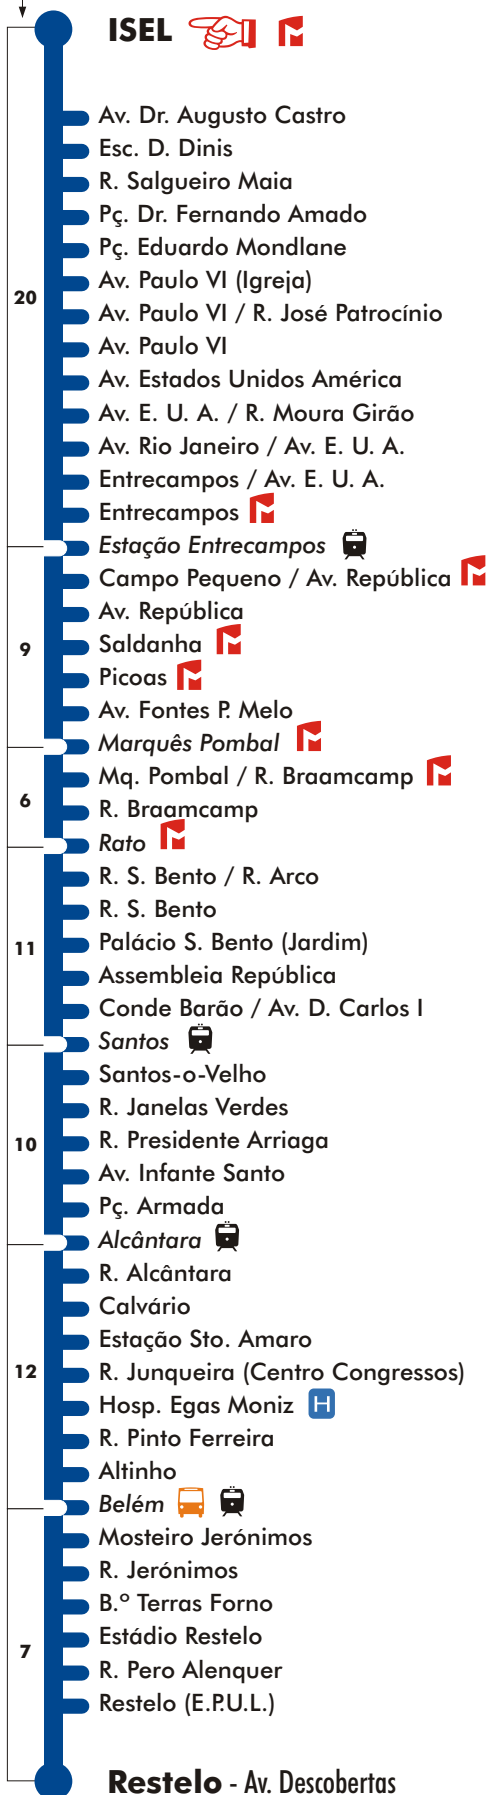 ISEL
Av. Dr. Augusto Castro
Esc. D. Dinis
R. Salgueiro Maia
Pç. Dr. Fernando Amado
Pç. Eduardo Mondlane
Av. Paulo VI (Igreja)
20
Av. Paulo VI / R. José Patrocínio
Av. Paulo VI
Av. Estados Unidos América
Av. E. U. A. / R. Moura Girão
Av. Rio Janeiro / Av. E. U. A.
Entrecampos / Av. E. U. A.
Entrecampos
Estação Entrecampos
Campo Pequeno / Av. República
Av. República
9
Saldanha
Picoas
Av. Fontes P. Melo
Marquês Pombal
Mq. Pombal / R. Braamcamp
6
R. Braamcamp
Rato
R. S. Bento / R. Arco
R. S. Bento
11
Palácio S. Bento (Jardim)
Assembleia República
Conde Barão / Av. D. Carlos I
Santos
Santos-o-Velho
R. Janelas Verdes
10
R. Presidente Arriaga
Av. Infante Santo
Pç. Armada
Alcântara
R. Alcântara
Calvário
Estação Sto. Amaro
12
R. Junqueira (Centro Congressos)
Hosp. Egas Moniz H
R. Pinto Ferreira
Altinho
Belém
Mosteiro Jerónimos
R. Jerónimos
B.º Terras Forno
Estádio Restelo
7
R. Pero Alenquer
Restelo (E.P.U.L.)
Restelo - Av. Descobertas